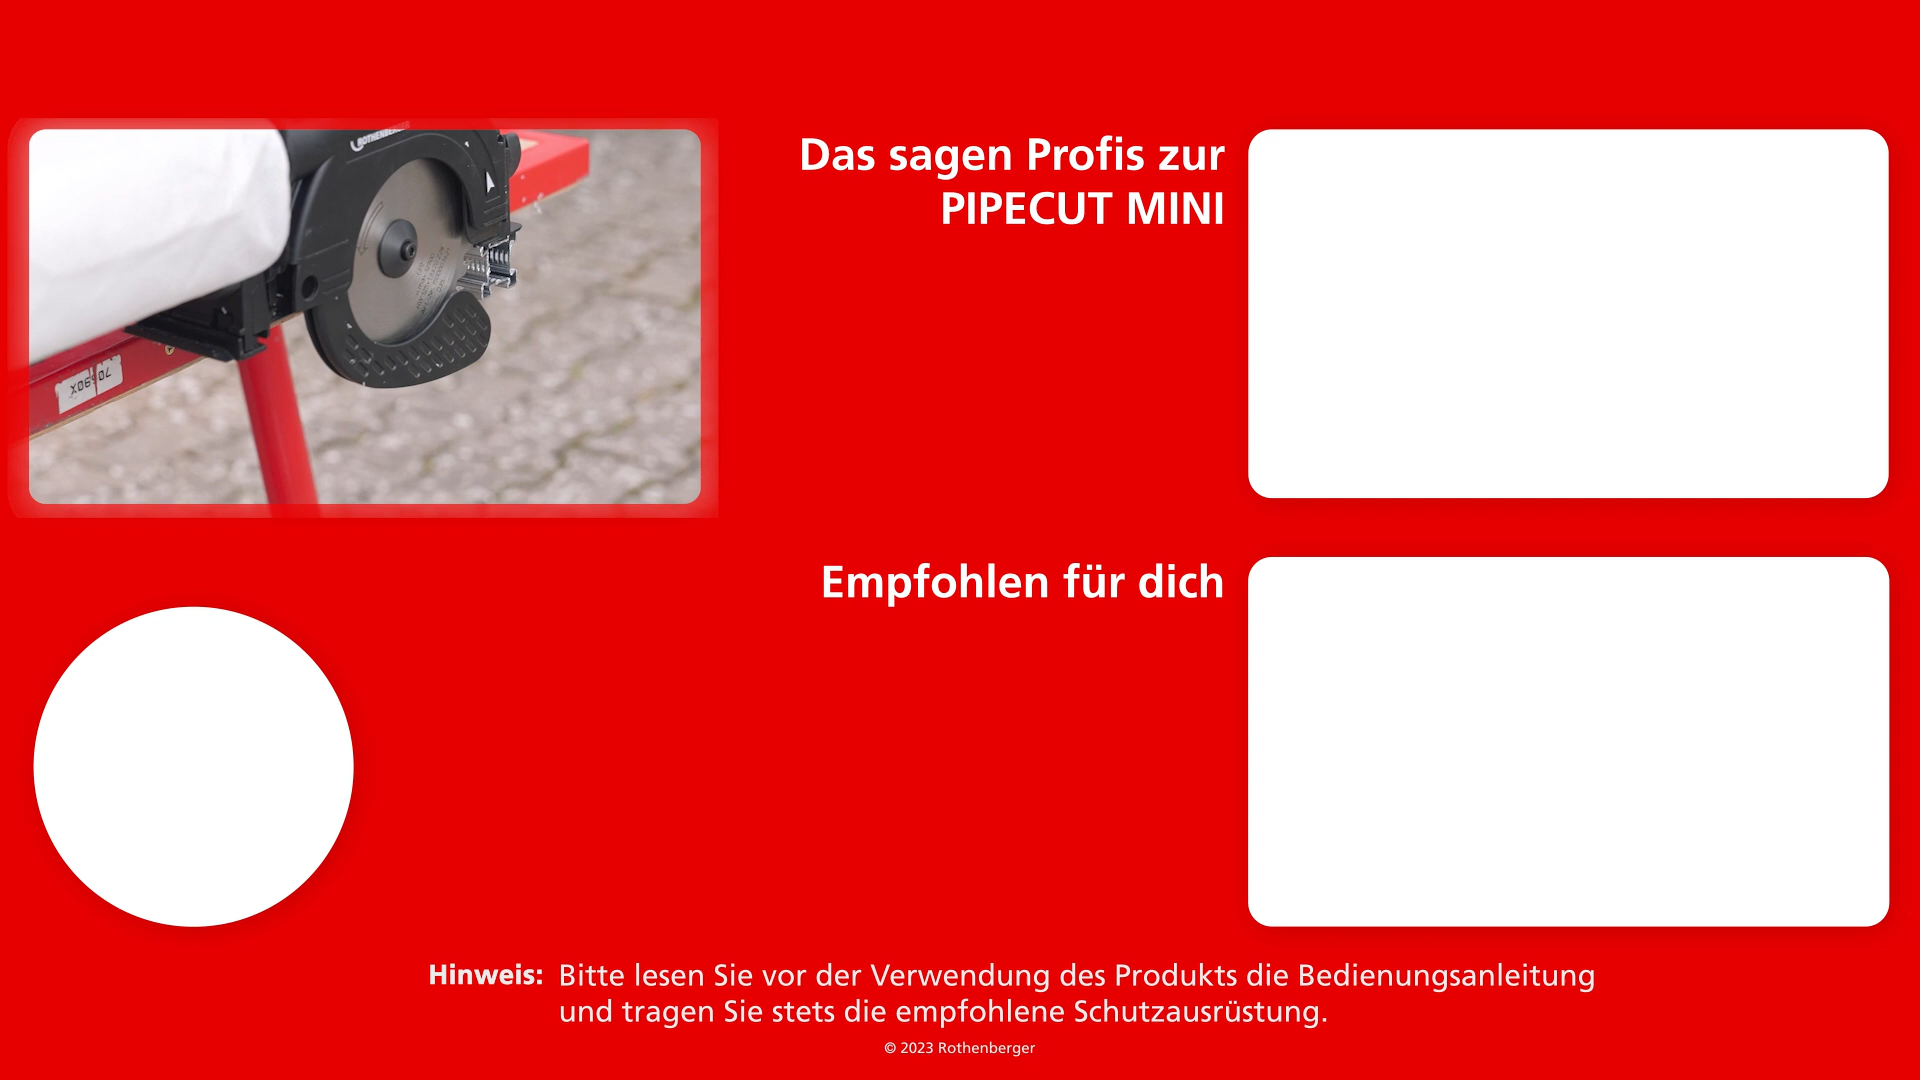 ROTHENBERGER
Das sagen Profis zur
PIPECUT MINI
Empfohlen für dich
Hinweis: Bitte lesen Sie vor der Verwendung des Produkts die Bedienungsanleitung
und tragen Sie stets die empfohlene Schutzausrüstung.
© 2023 Rothenberger